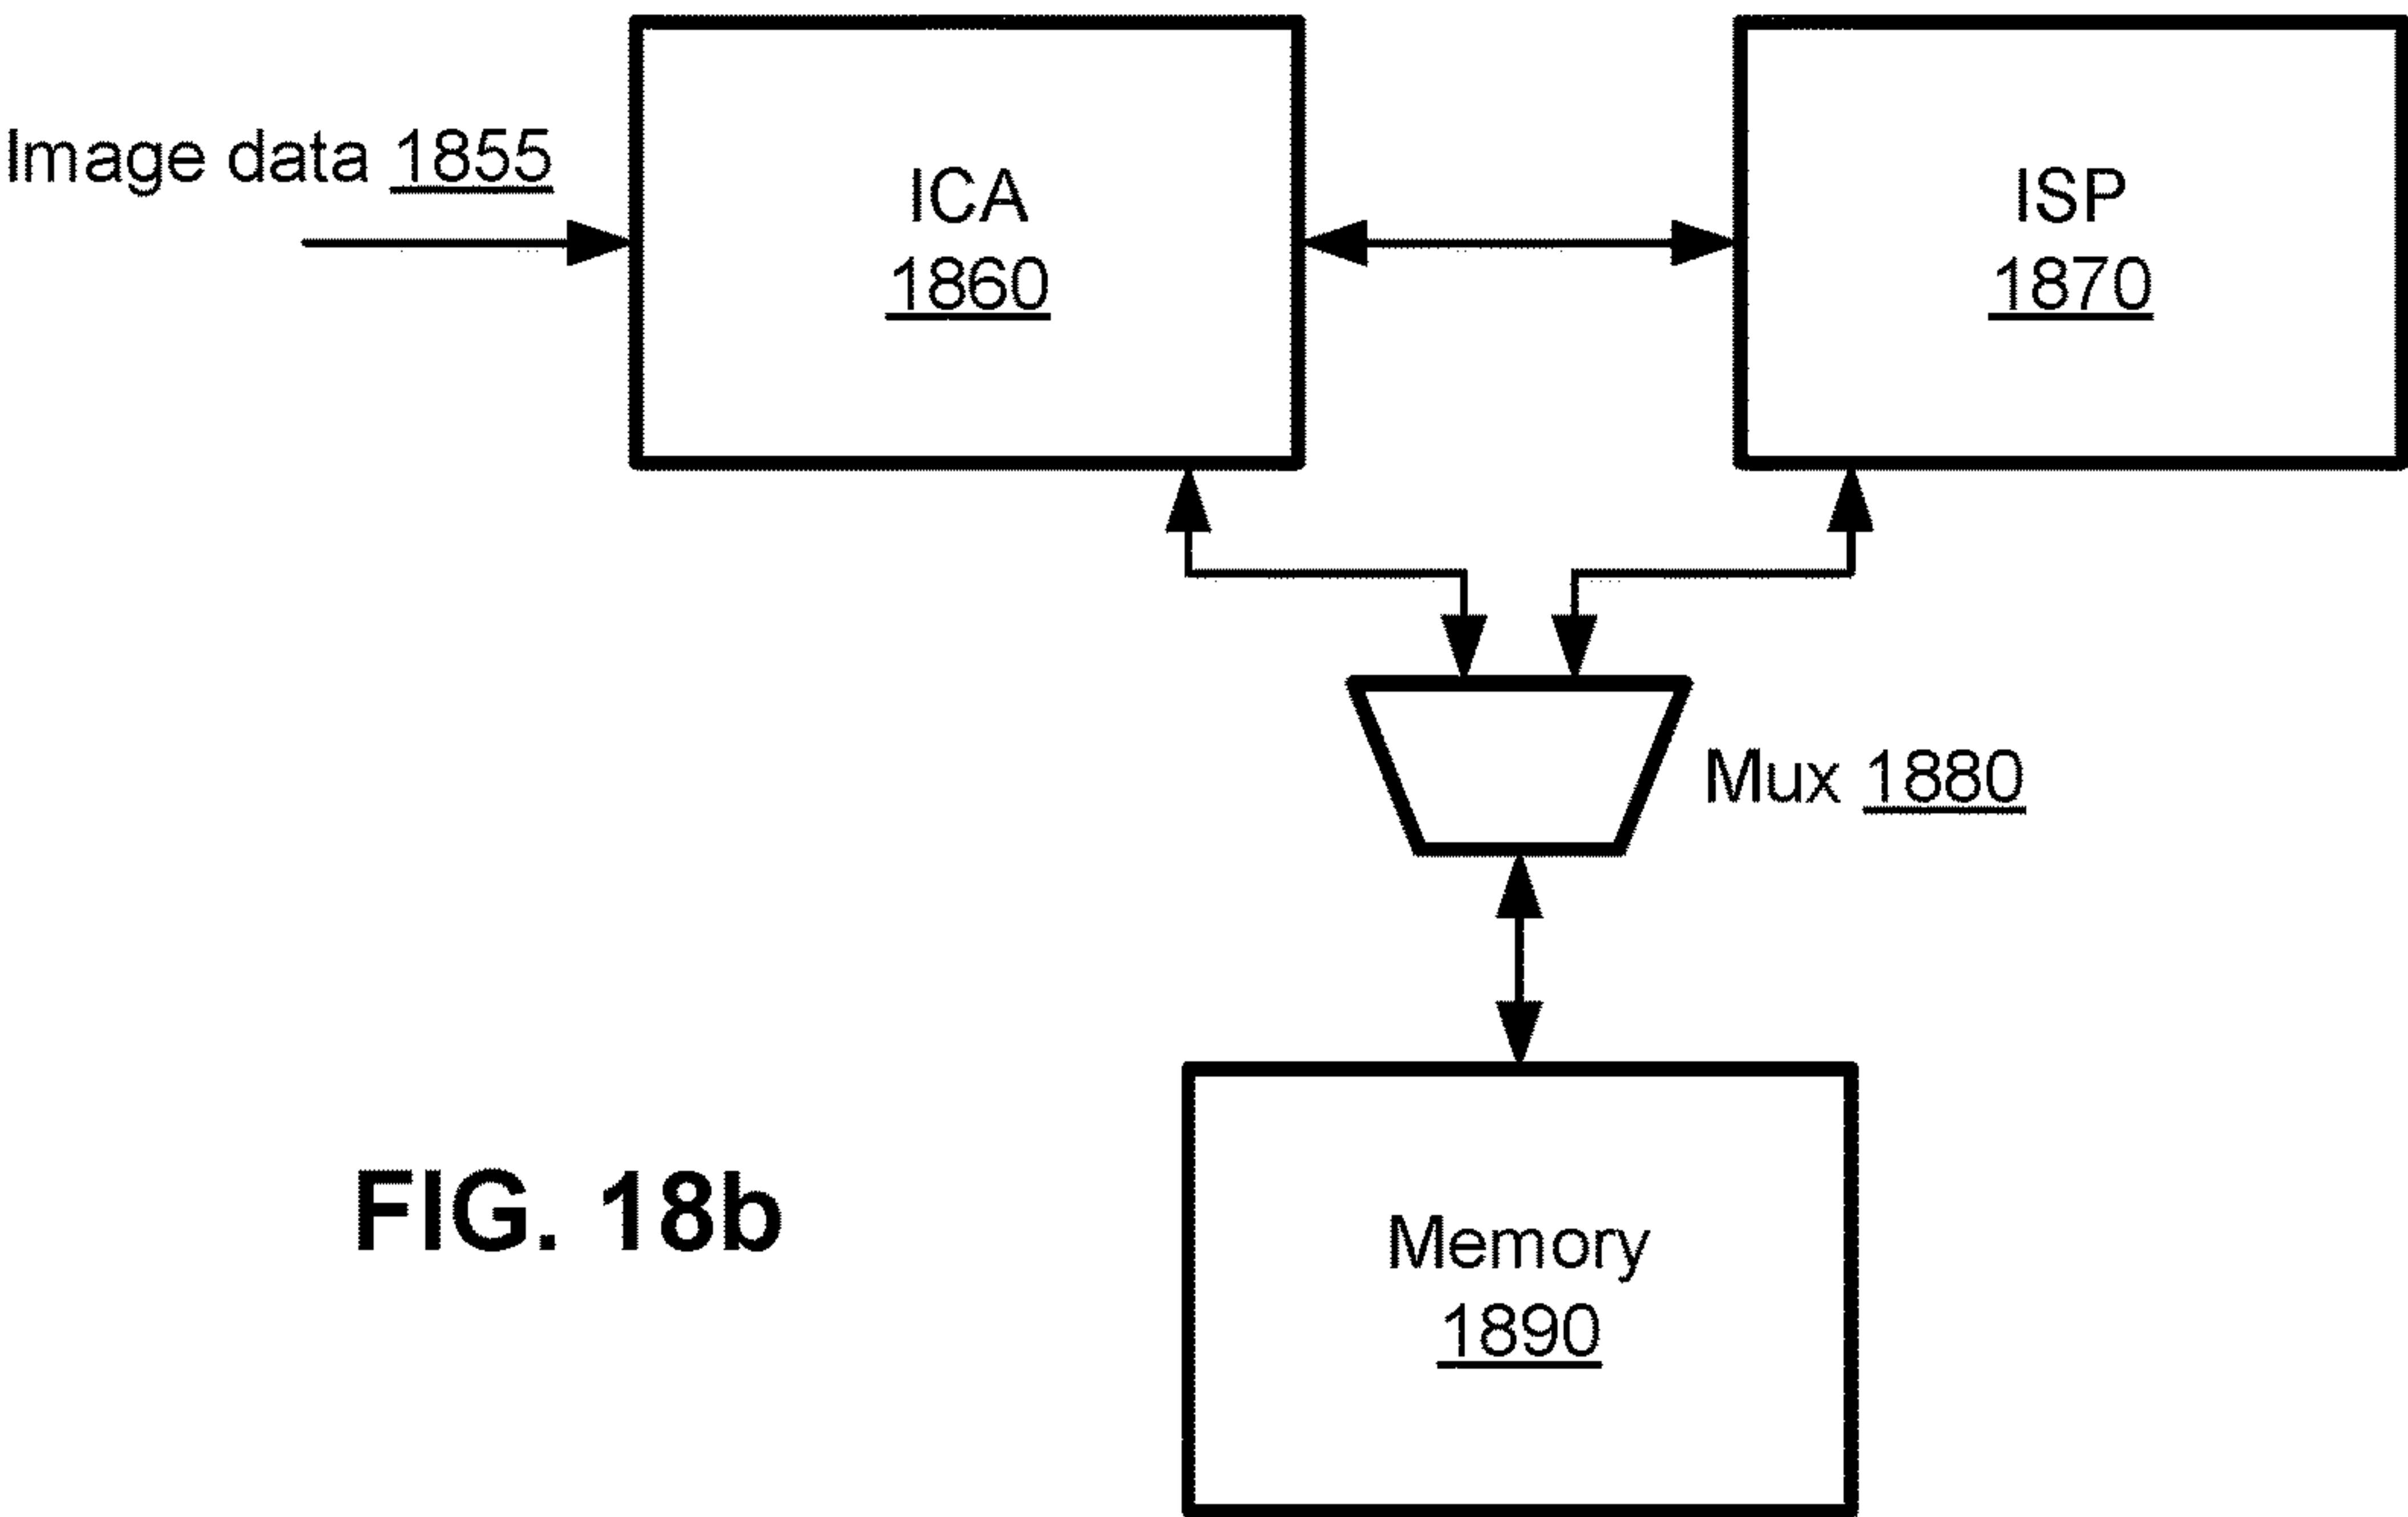 Image data 1855
ICA
1860
ISP
1870
Mux 1880
FIG. 18b
Memory
1890